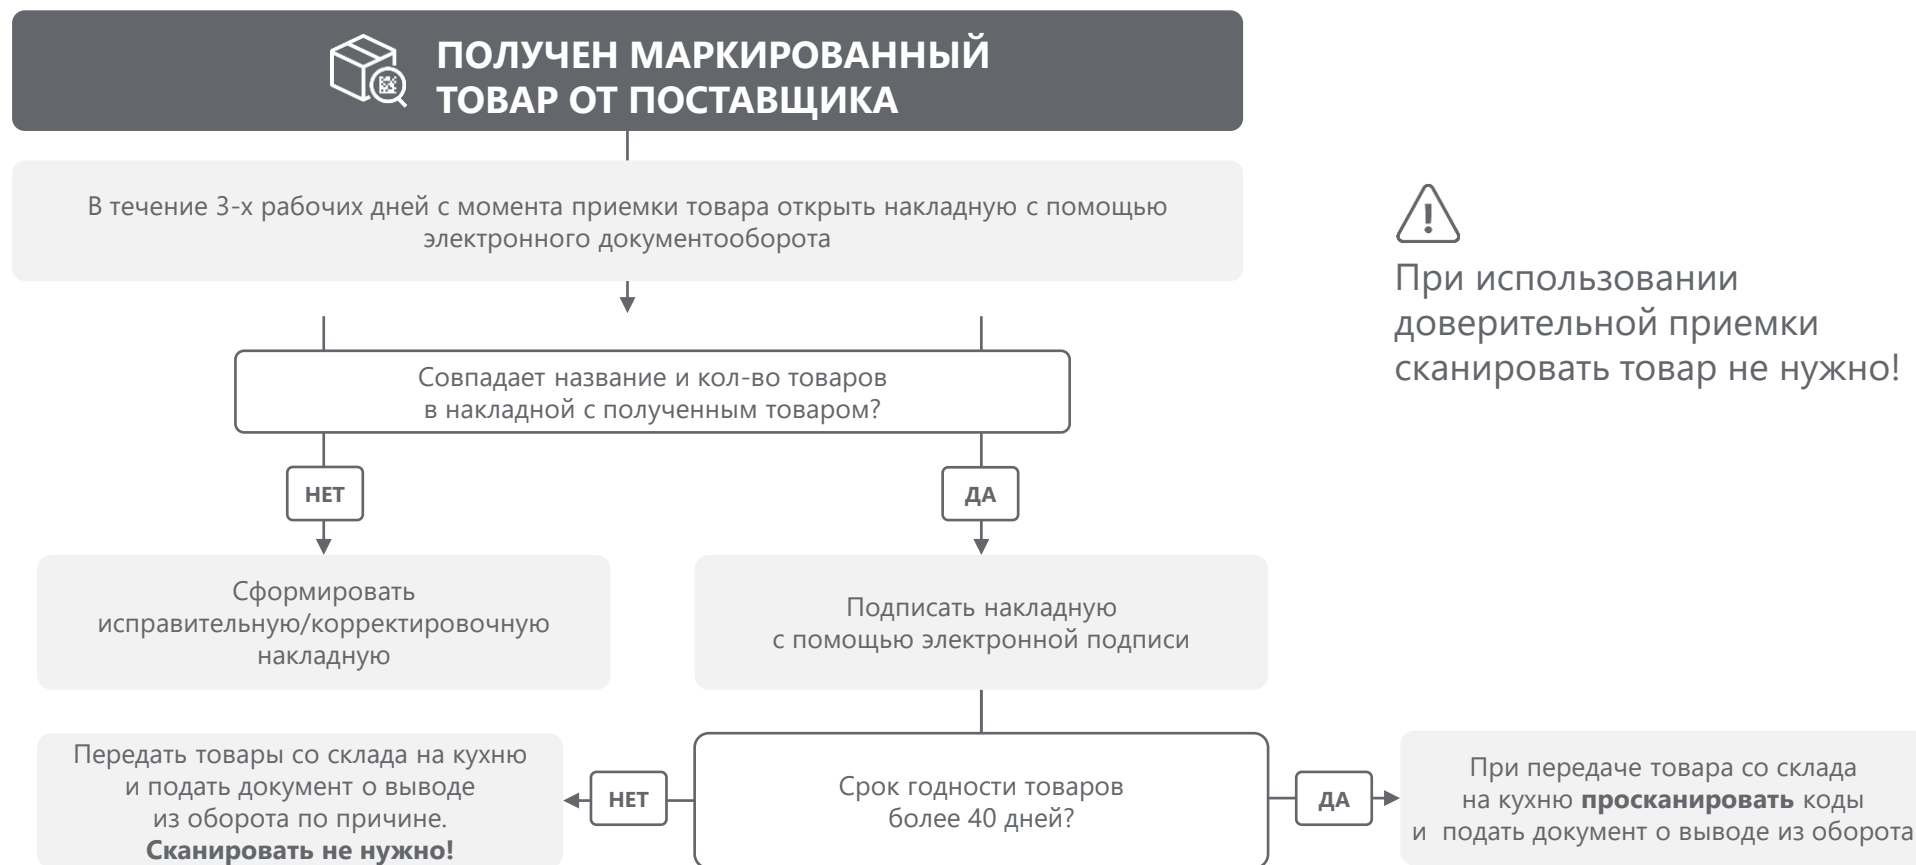 ПОЛУЧЕН МАРКИРОВАННЫЙ
ТОВАР ОТ ПОСТАВЩИКА
В течение 3-х рабочих дней с момента приемки товара открыть накладную с помощью
электронного документооборота
При использовании
доверительной приемки
сканировать товар не нужно!
Совпадает название и кол-во товаров
в накладной с полученным товаром?
НЕТ
ДА
Сформировать
исправительную/корректировочную
накладную
Подписать накладную
с помощью электронной подписи
Передать товары со склада на кухню
и подать документ о выводе
из оборота по причине.
Сканировать не нужно!
НЕТ
Срок годности товаров
более 40 дней?
ДА
При передаче товара со склада
на кухню просканировать коды
и подать документ о выводе из оборота